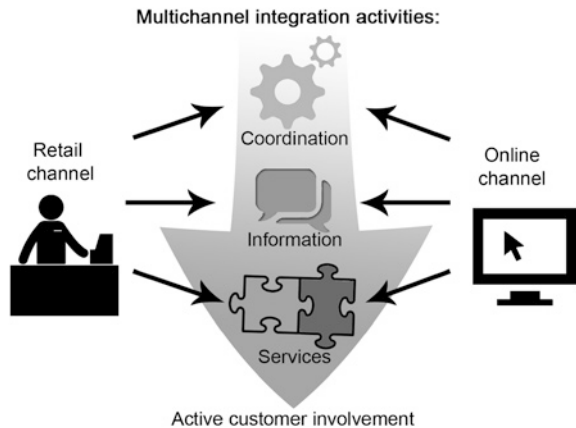 Multichannel integration activities:
Coordination
Retail
channel
Online
channel
Information
Services
Active customer involvement